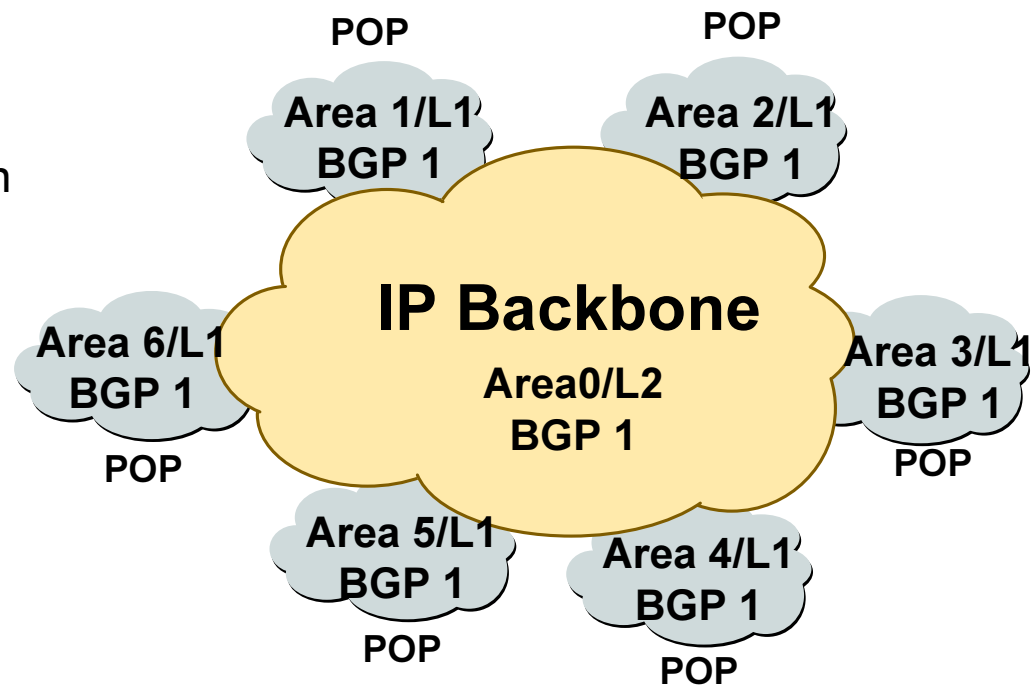 POP
Area 1/L1
BGP 1
POP
Area 2/L1
BGP 1
n
IP Backbone
Area0/L2
BGP 1
Area 6/L1
BGP 1
POP
Area 3/L1
BGP 1
POP
Area 5/L1
BGP 1
POP
Area 4/L1
BGP 1
POP